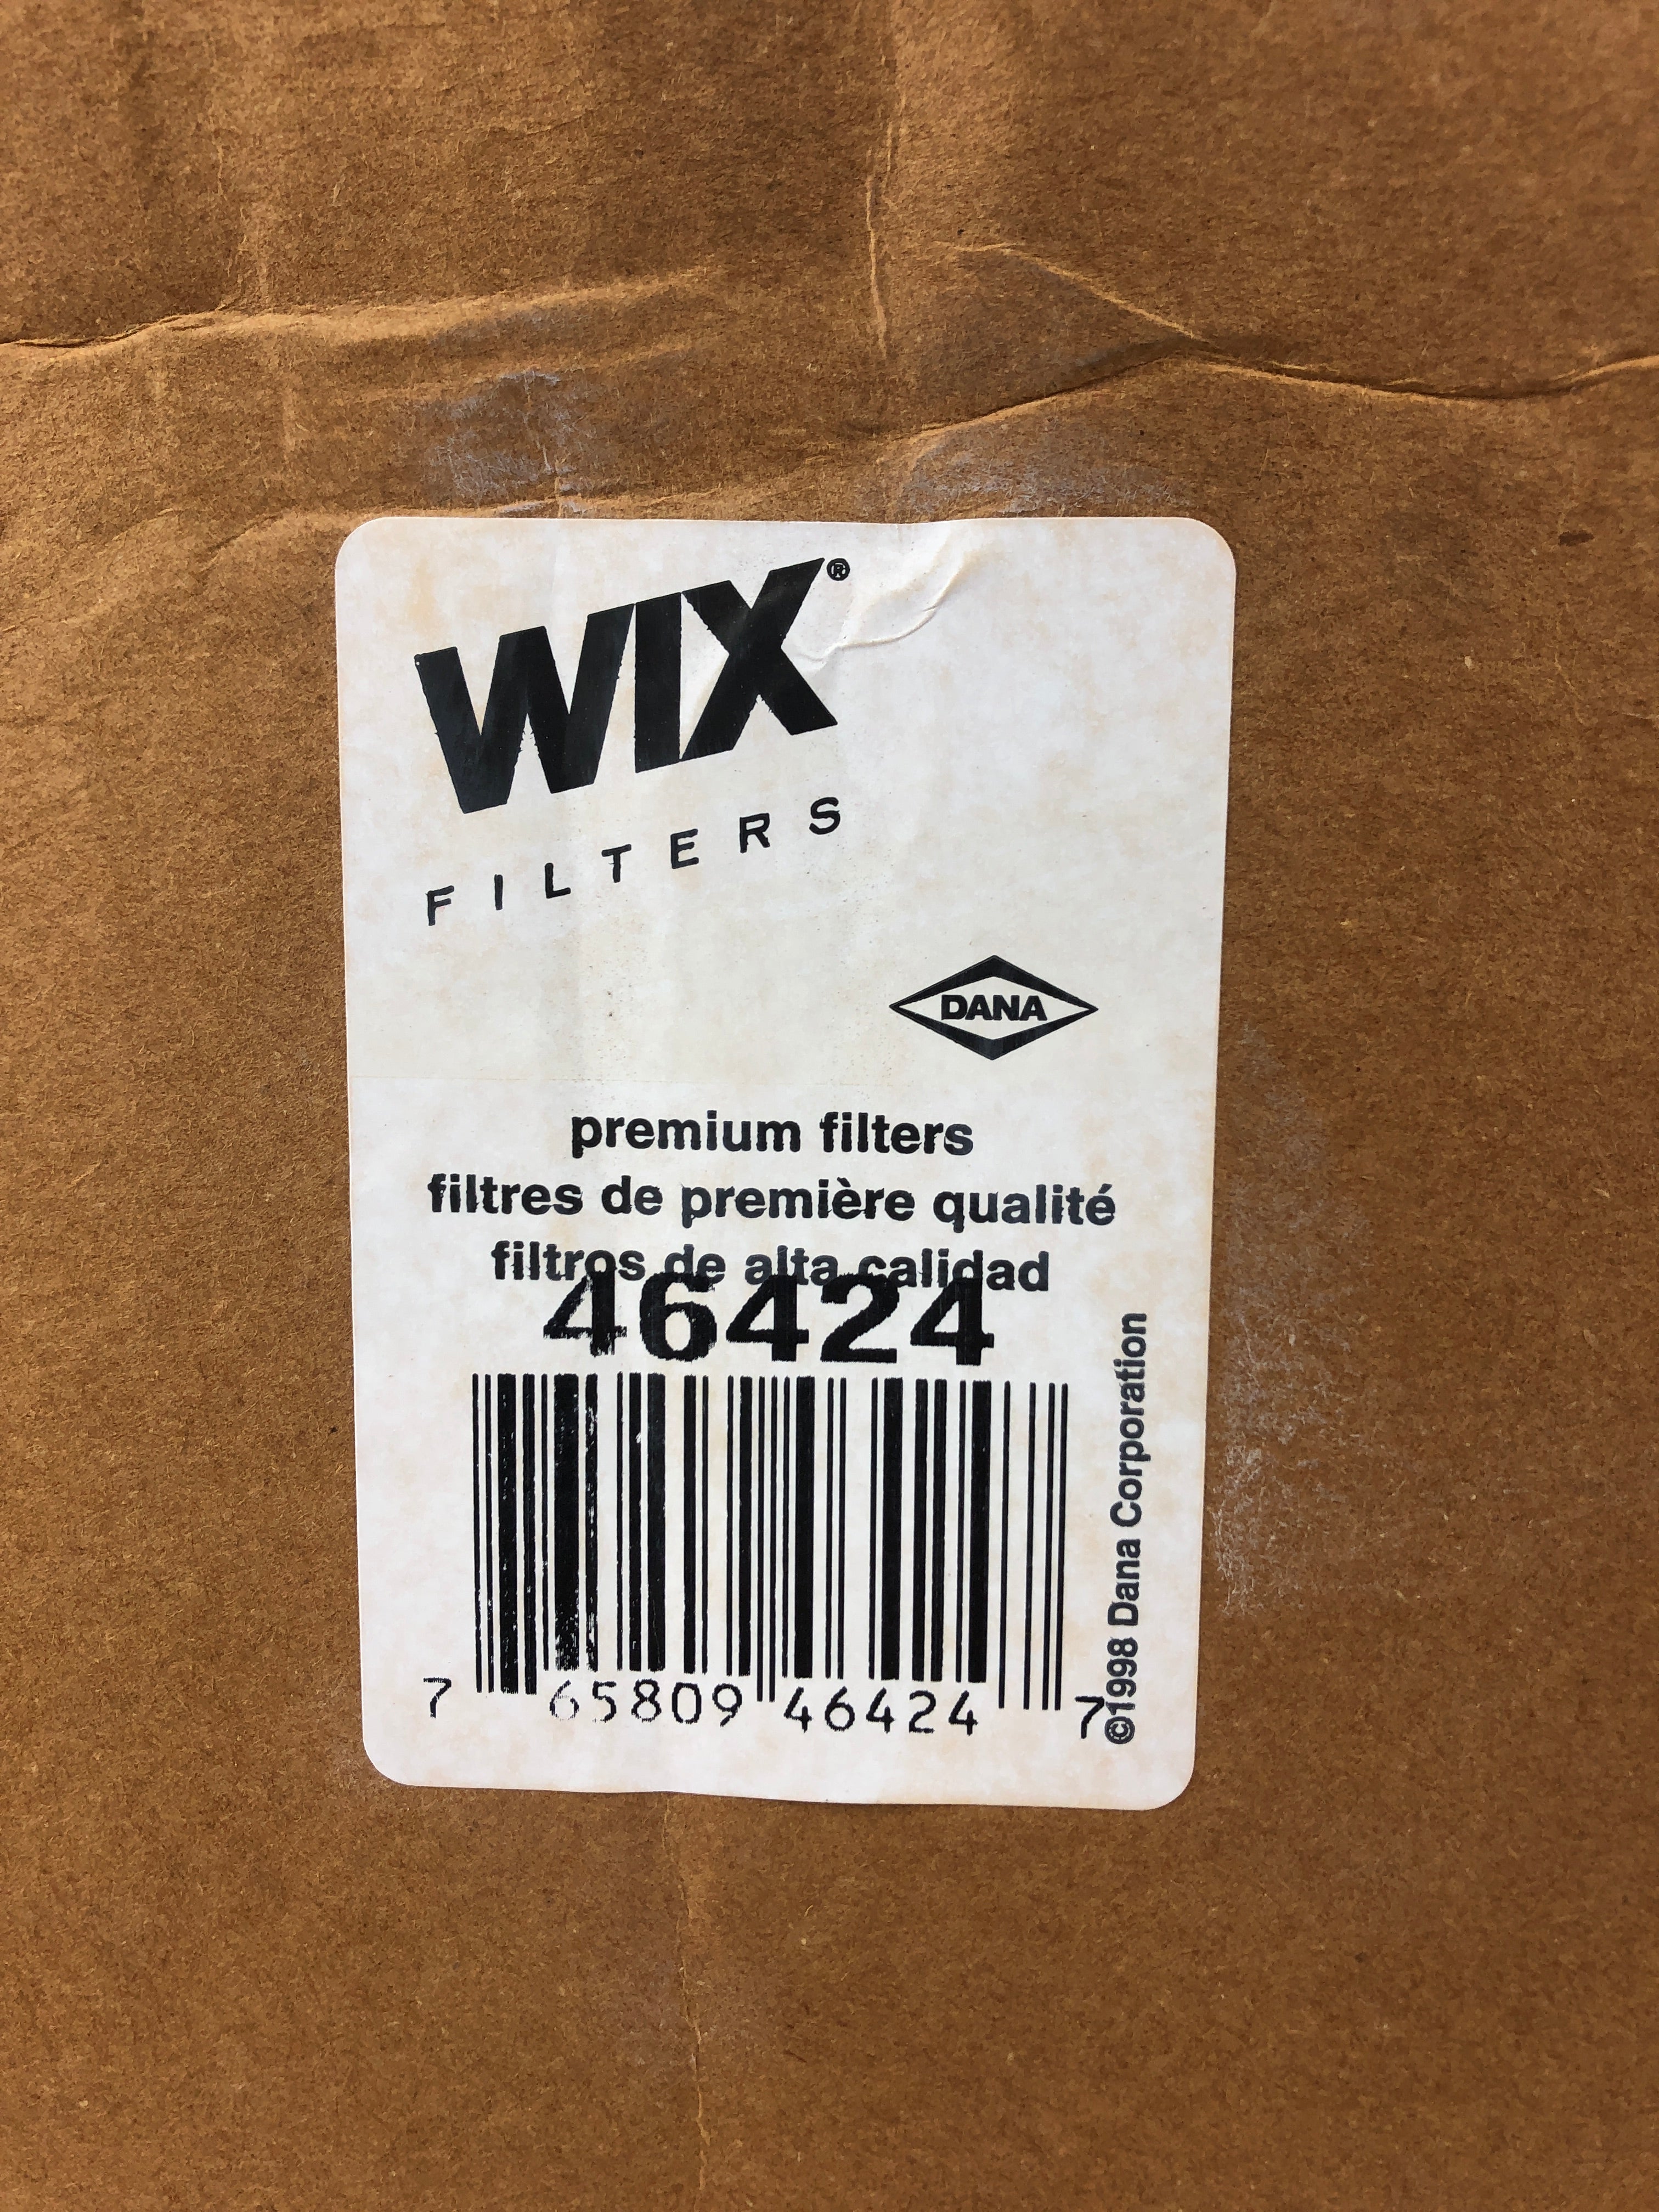 WIX®
FILTERS
DANA
premium filters
filtres de première qualité
filtros de alta calidad
46424
7 65809 46424 7
©1998 Dana Corporation